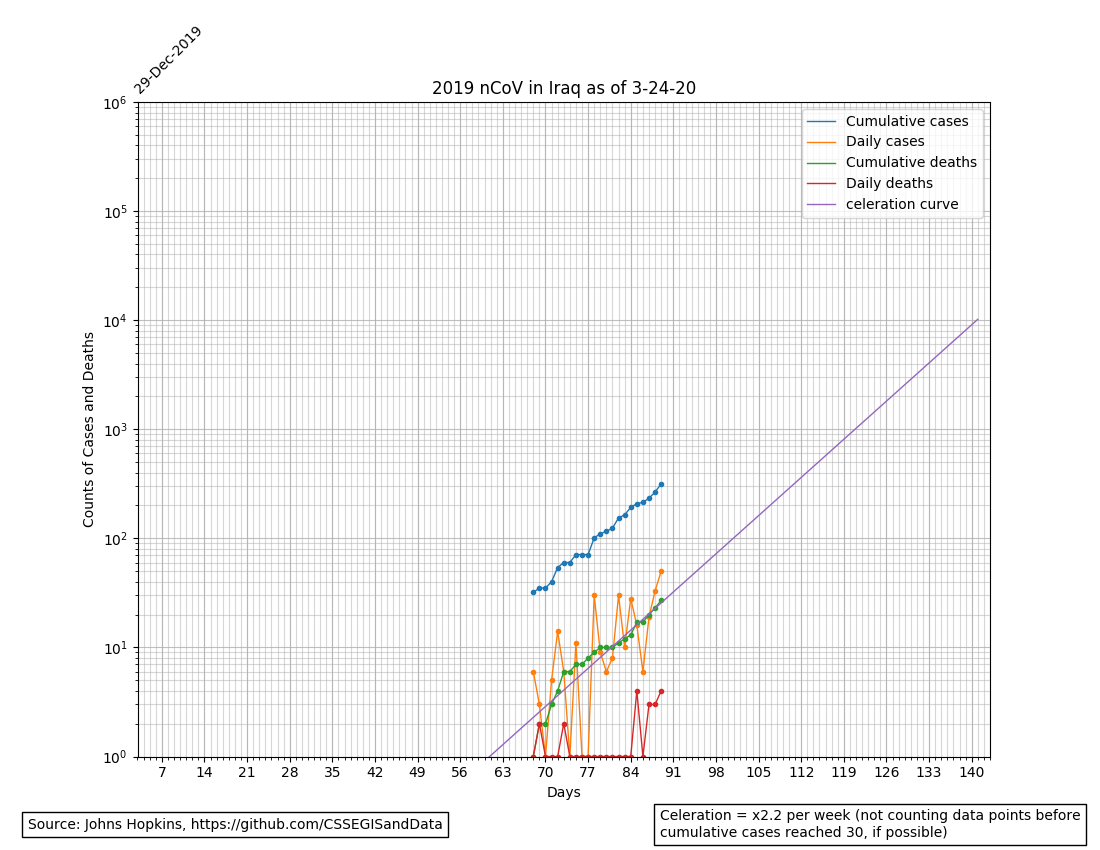 29-Dec-2019
2019 nCoV in Iraq as of 3-24-20
10^6
10^5
10^4
10^3
10^2
10^1
10^0
Counts of Cases and Deaths
Cumulative cases
Daily cases
Cumulative deaths
Daily deaths
celeration curve
7 14 21 28 35 42 49 56 63 70 77 84 91 98 105 112 119 126 133 140
Days
Source: Johns Hopkins, https://github.com/CSSEGISandData
Celeration = x2.2 per week (not counting data points before
cumulative cases reached 30, if possible)